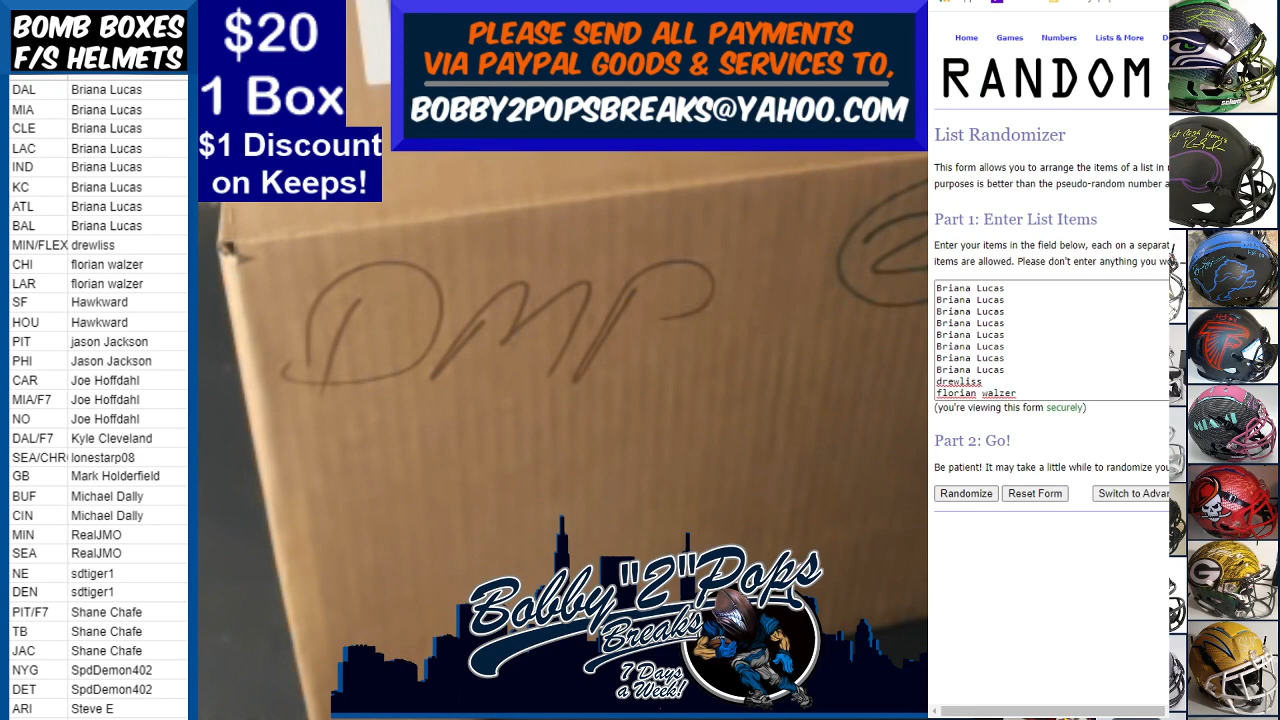 BOMB BOXES
F/S HELMETS
DAL Briana Lucas
MIA Briana Lucas
CLE Briana Lucas
LAC Briana Lucas
IND Briana Lucas
KC Briana Lucas
ATL Briana Lucas
BAL Briana Lucas
MIN/FLEX drewliss
CHI florian walzer
LAR florian walzer
SF Hawkward
HOU Hawkward
PIT jason Jackson
PHI Jason Jackson
CAR Joe Hoffdahl
MIA/F7 Joe Hoffdahl
NO Joe Hoffdahl
DAL/F7 Kyle Cleveland
SEA/CHR lonestarp08
GB Mark Holderfield
BUF Michael Dally
CIN Michael Dally
MIN RealJMO
SEA RealJMO
NE sdtiger1
DEN sdtiger1
PIT/F7 Shane Chafe
TB Shane Chafe
JAC Shane Chafe
NYG SpdDemon402
DET SpdDemon402
ARI Steve E
$20
1 Box
$1 Discount
on Keeps!
PLEASE SEND ALL PAYMENTS
VIA PAYPAL GOODS & SERVICES TO,
BOBBY2POPSBREAKS@YAHOO.COM
DMP
Bobby "2" Pops
Breaks
7 Days
a Week!
Home Games Numbers Lists & More D
RANDOM
List Randomizer
This form allows you to arrange the items of a list in
purposes is better than the pseudo-random number a
Part 1: Enter List Items
Enter your items in the field below, each on a separat
items are allowed. Please don't enter anything you w
Briana Lucas
Briana Lucas
Briana Lucas
Briana Lucas
Briana Lucas
Briana Lucas
Briana Lucas
Briana Lucas
drewliss
florian walzer
(you're viewing this form securely)
Part 2: Go!
Be patient! It may take a little while to randomize you
Randomize Reset Form Switch to Advan